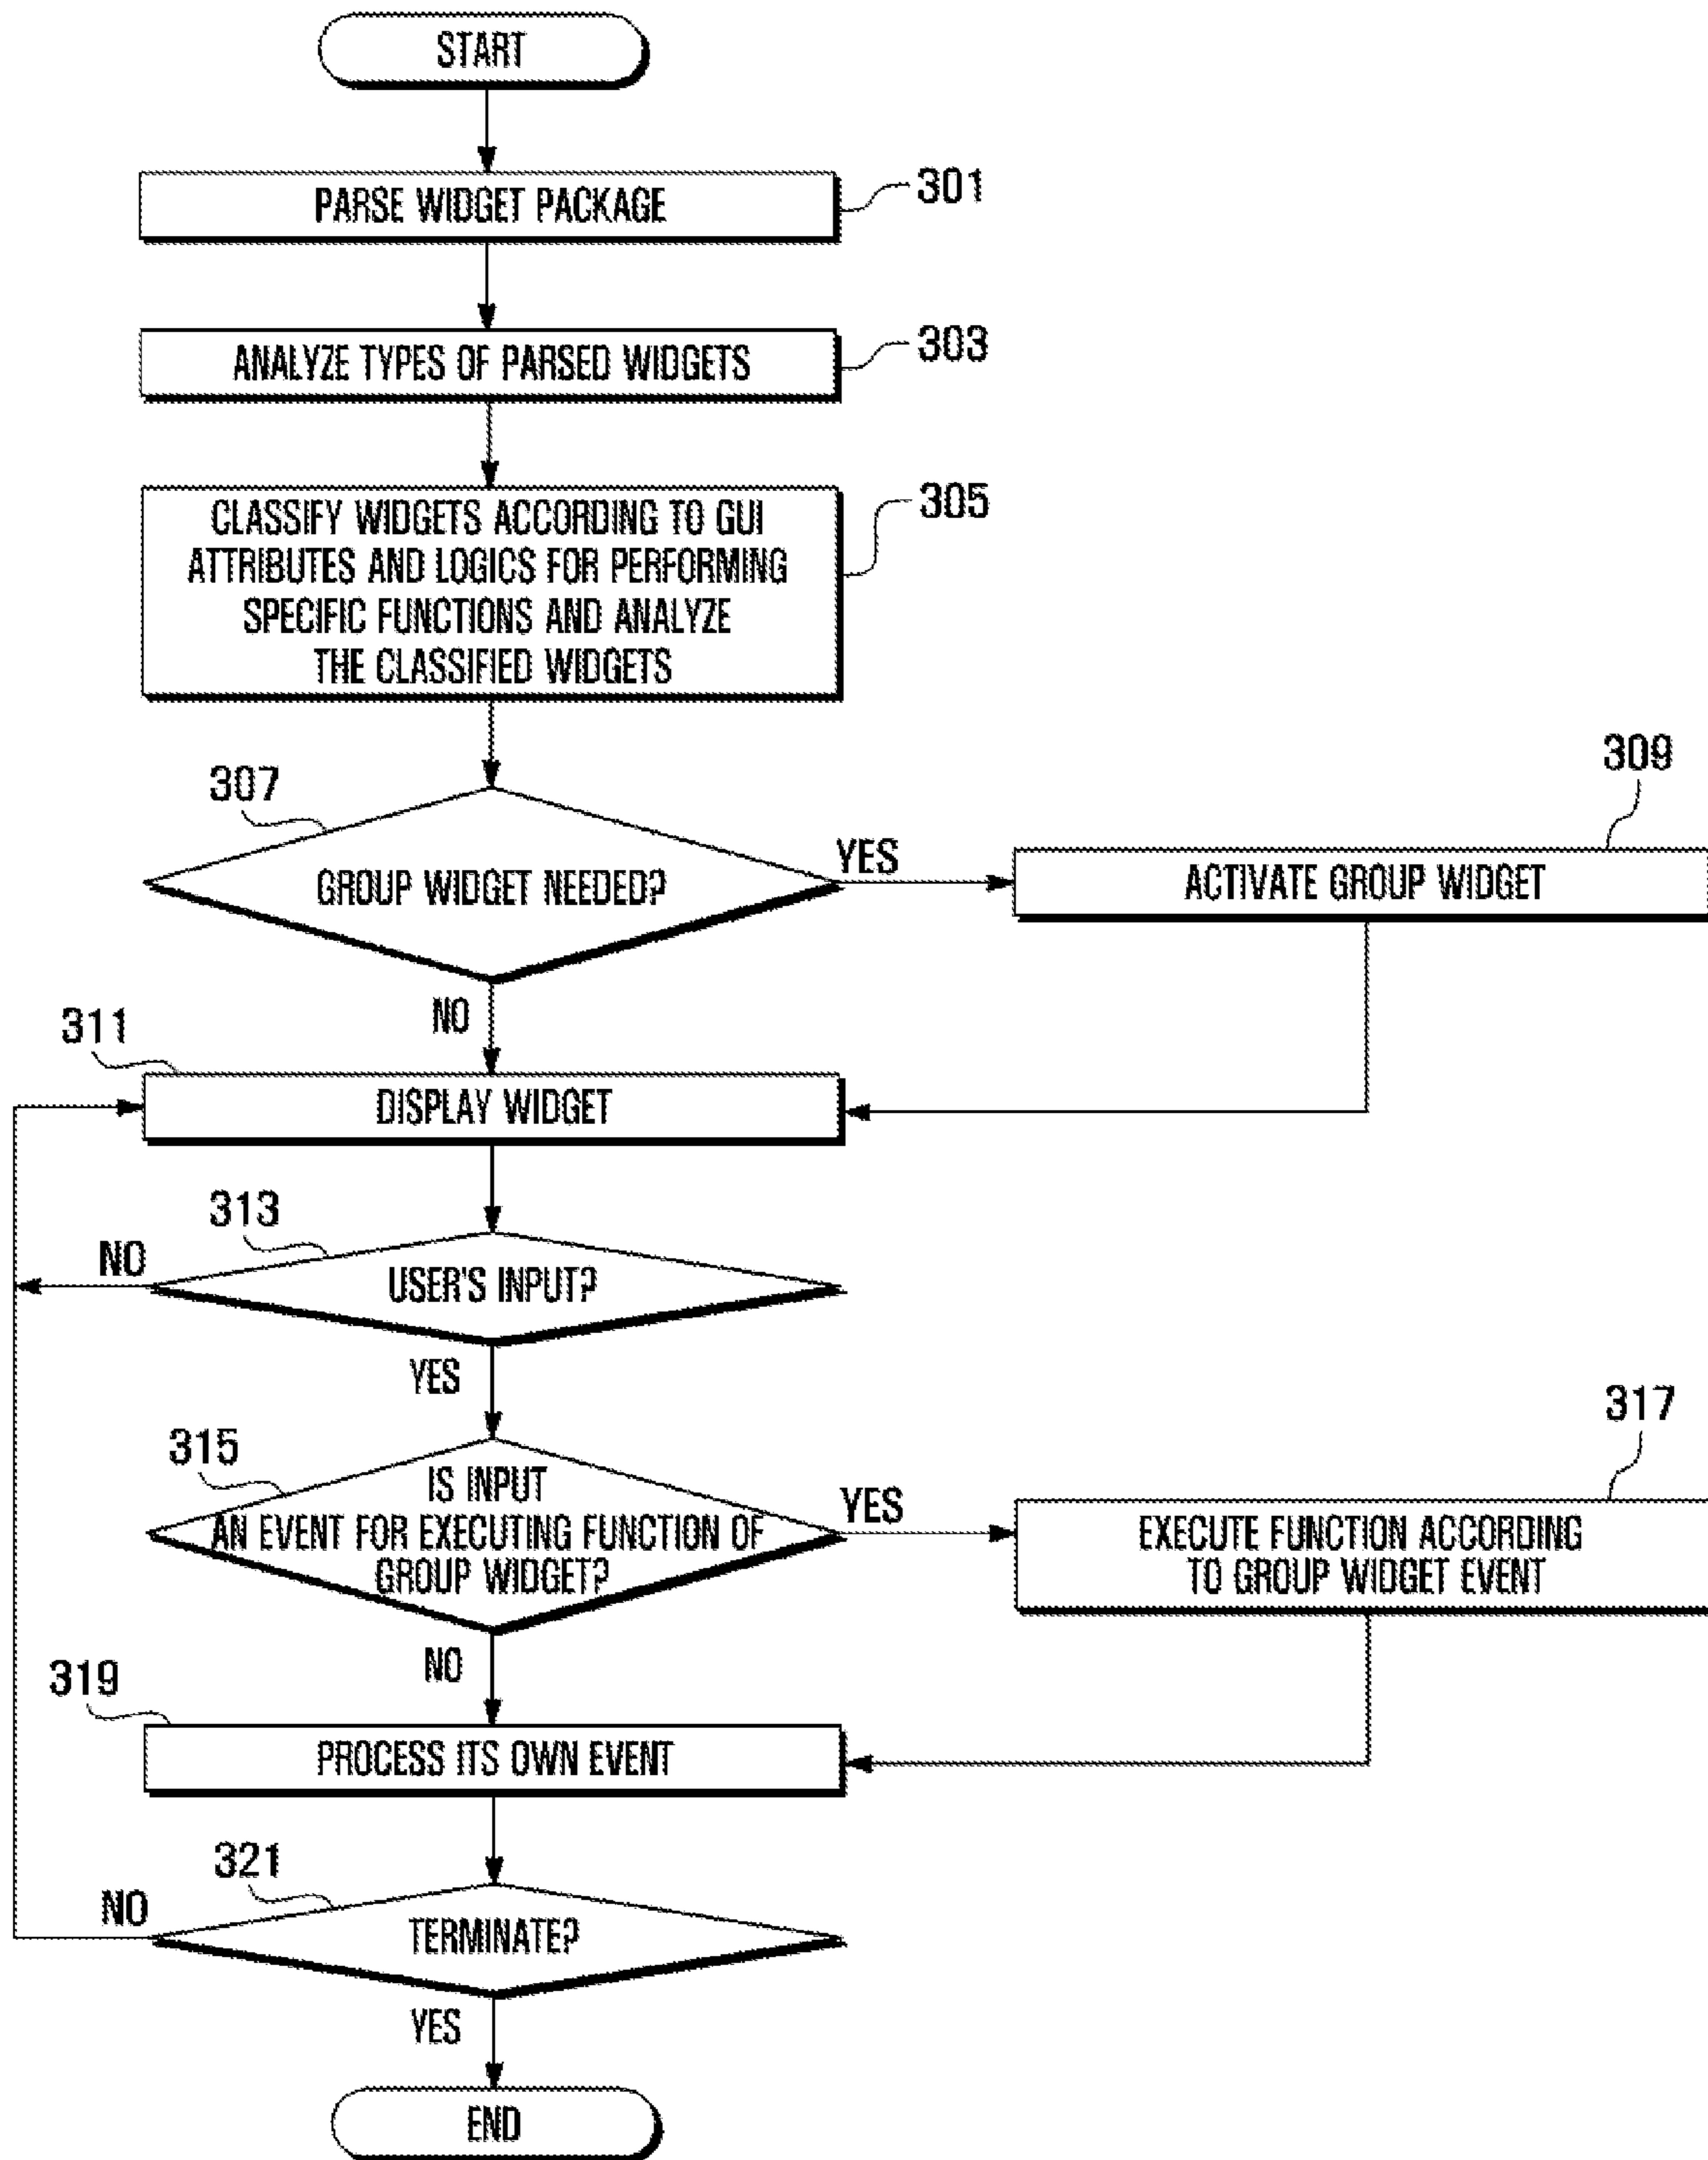 START
PARSE WIDGET PACKAGE
301
ANALYZE TYPES OF PARSED WIDGETS
303
CLASSIFY WIDGETS ACCORDING TO GUI
ATTRIBUTES AND LOGICS FOR PERFORMING
SPECIFIC FUNCTIONS AND ANALYZE
THE CLASSIFIED WIDGETS
305
307
GROUP WIDGET NEEDED?
YES
309
ACTIVATE GROUP WIDGET
NO
311
DISPLAY WIDGET
313
NO
USER'S INPUT?
YES
315
IS INPUT
AN EVENT FOR EXECUTING FUNCTION OF
GROUP WIDGET?
YES
317
EXECUTE FUNCTION ACCORDING
TO GROUP WIDGET EVENT
NO
319
PROCESS ITS OWN EVENT
321
NO
TERMINATE?
YES
END